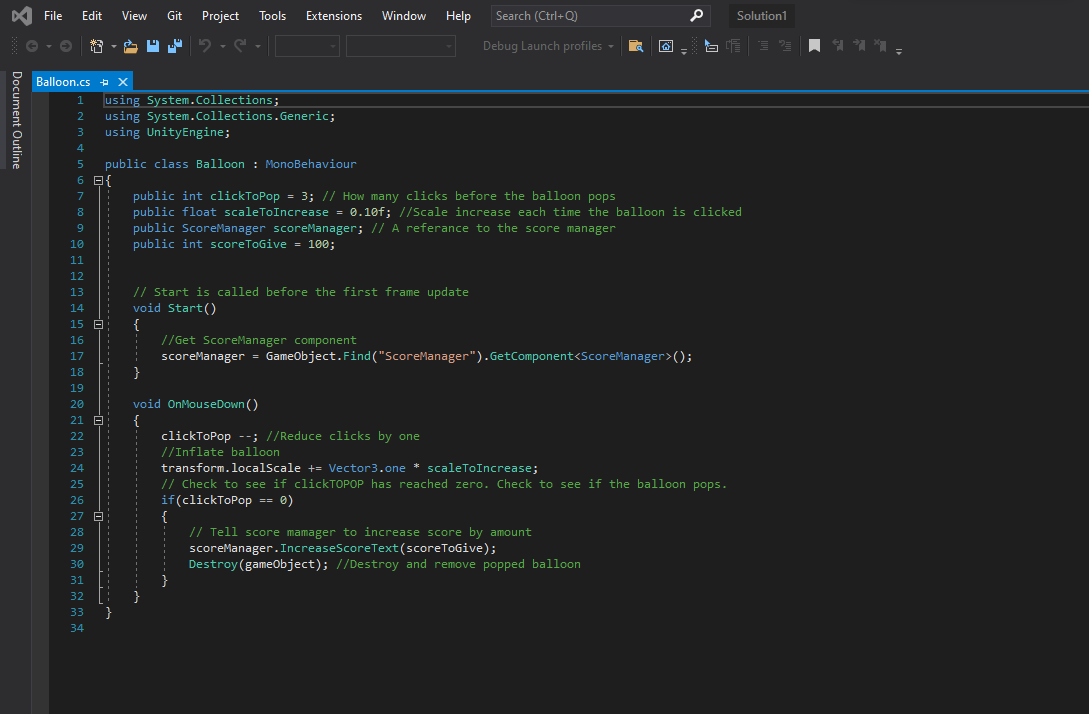 File Edit View Git Project Tools Extensions Window Help Search (Ctrl+Q) Solution1
Debug Launch profiles
Document Outline
Balloon.cs
1 using System.Collections;
2 using System.Collections.Generic;
3 using UnityEngine;
4
5 public class Balloon : MonoBehaviour
6 {
7 public int clickToPop = 3; // How many clicks before the balloon pops
8 public float scaleToIncrease = 0.10f; //Scale increase each time the balloon is clicked
9 public ScoreManager scoreManager; // A referance to the score manager
10 public int scoreToGive = 100;
11
12
13 // Start is called before the first frame update
14 void Start()
15 {
16 //Get ScoreManager component
17 scoreManager = GameObject.Find("ScoreManager").GetComponent<ScoreManager>();
18 }
19
20 void OnMouseDown()
21 {
22 clickToPop --; //Reduce clicks by one
23 //Inflate balloon
24 transform.localScale += Vector3.one * scaleToIncrease;
25 // Check to see if clickTOPOP has reached zero. Check to see if the balloon pops.
26 if(clickToPop == 0)
27 {
28 // Tell score mamager to increase score by amount
29 scoreManager.IncreaseScoreText(scoreToGive);
30 Destroy(gameObject); //Destroy and remove popped balloon
31 }
32 }
33 }
34